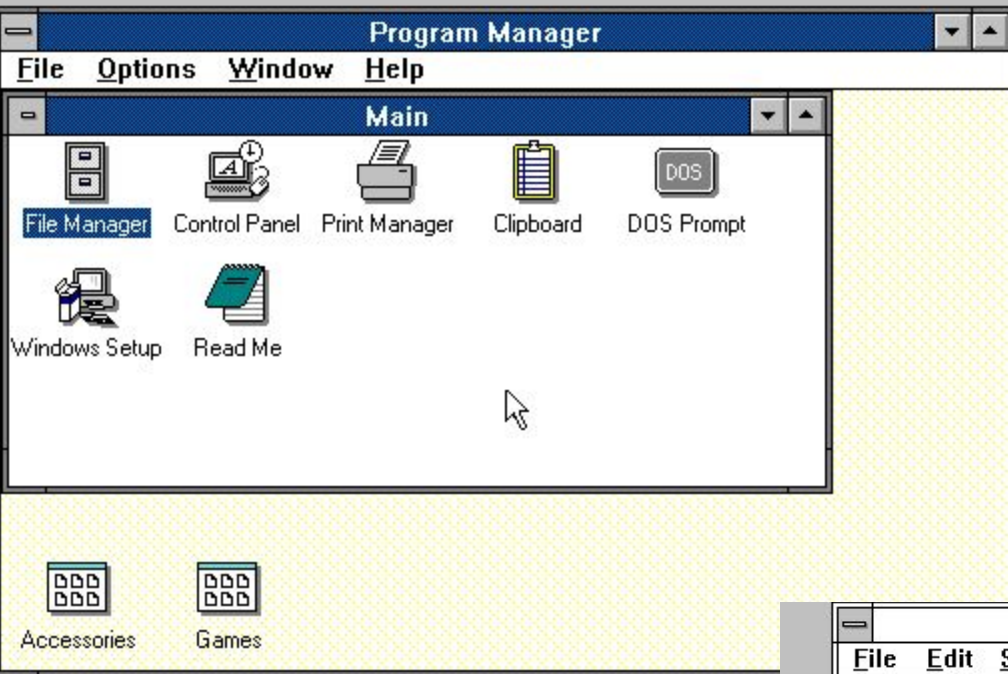 Program Manager
File Options Window Help
Main
DOS
File Manager Control Panel Print Manager Clipboard DOS Prompt
Windows Setup Read Me
Accessories Games
File Edit